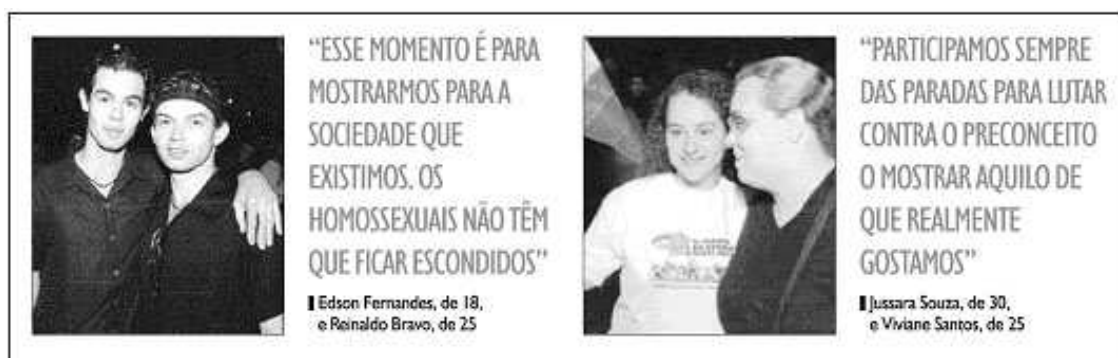 “ESSE MOMENTO É PARA
MOSTRARMOS PARA A
SOCIEDADE QUE
EXISTIMOS. OS
HOMOSSEXUAIS NÃO TÊM
QUE FICAR ESCONDIDOS”
Edson Fernandes, de 18,
e Reinaldo Bravo, de 25
“PARTICIPAMOS SEMPRE
DAS PARADAS PARA LUTAR
CONTRA O PRECONCEITO
O MOSTRAR AQUILO DE
QUE REALMENTE
GOSTAMOS”
Jussara Souza, de 30,
e Viviane Santos, de 25